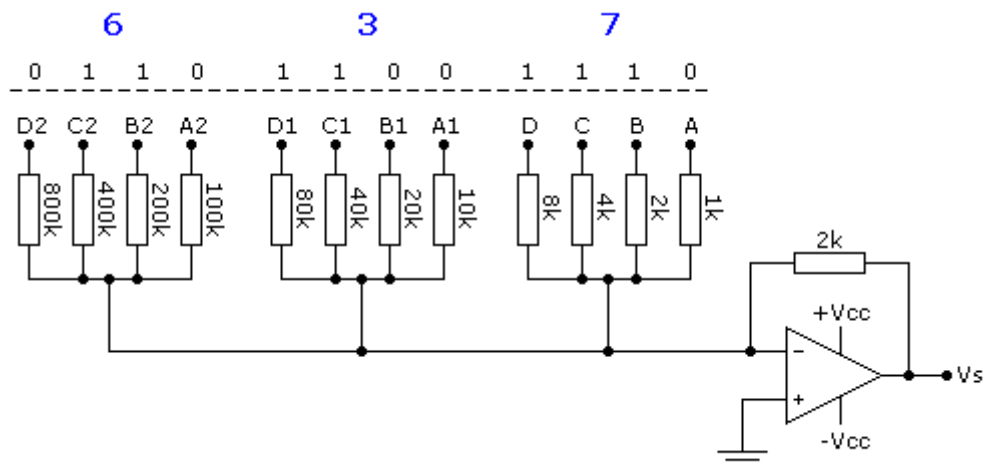 6 3 7
0 1 1 0 1 1 0 0 1 1 1 0
D2 C2 B2 A2 D1 C1 B1 A1 D C B A
800k 400k 200k 100k 80k 40k 20k 10k 8k 4k 2k 1k
2k
+Vcc
-
Vs
+
-Vcc